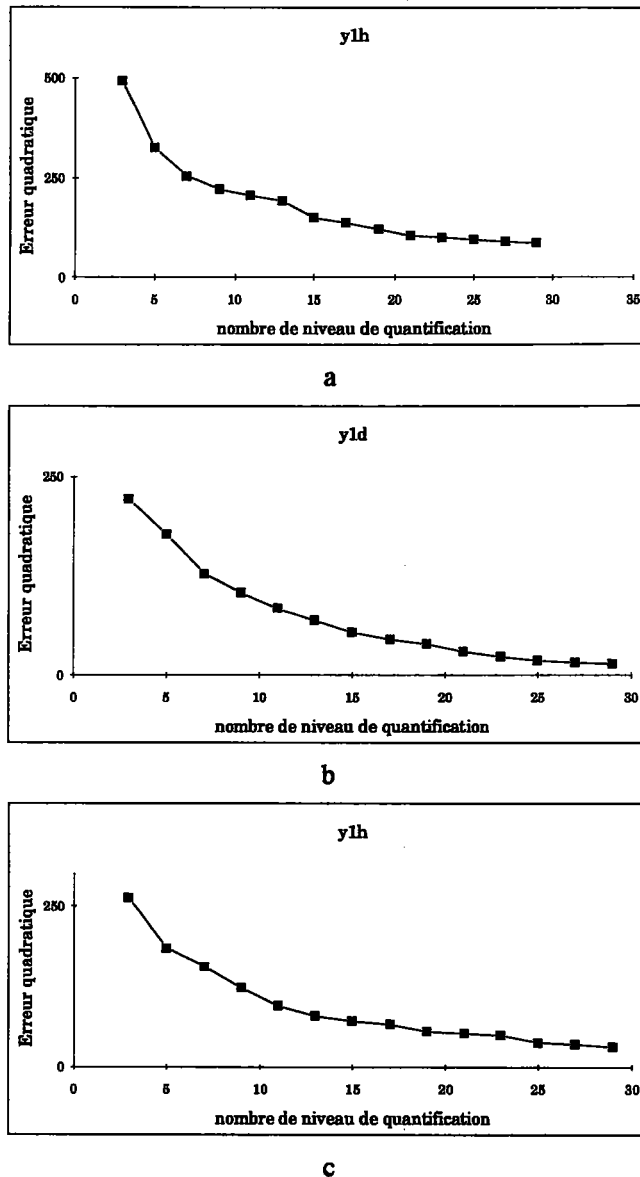 y1h
500
250
0
Erreur quadratique
0 5 10 15 20 25 30 35
nombre de niveau de quantification
a
y1d
250
0
Erreur quadratique
0 5 10 15 20 25 30
nombre de niveau de quantification
b
y1h
250
0
Erreur quadratique
0 5 10 15 20 25 30
nombre de niveau de quantification
c